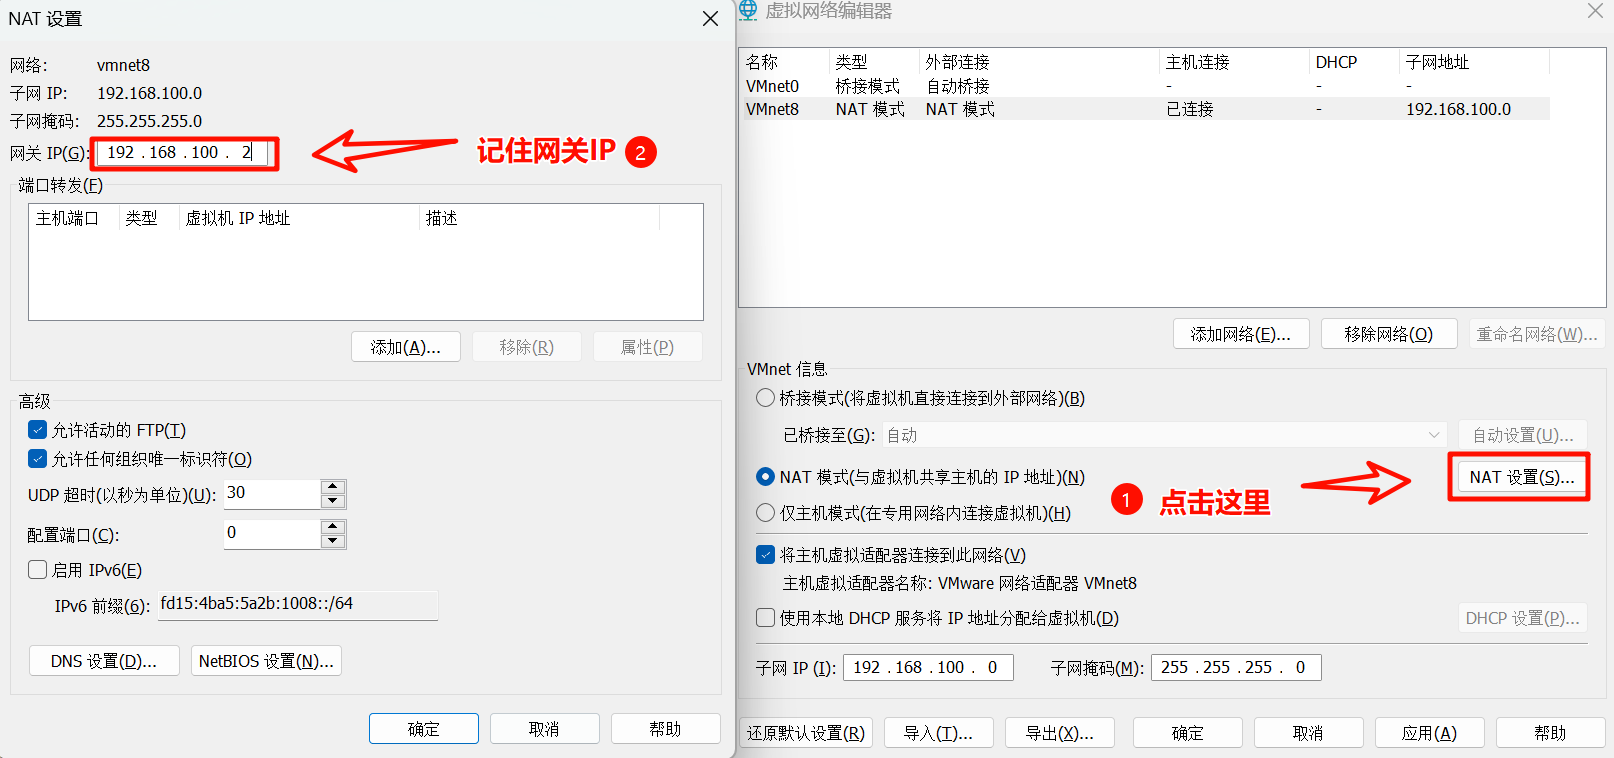 NAT 设置
网络: vmnet8
子网 IP: 192.168.100.0
子网掩码: 255.255.255.0
网关 IP(G): 192 . 168 . 100 . 2
记住网关IP 2
端口转发(F)
主机端口 类型 虚拟机 IP 地址 描述
添加(A)... 移除(R) 属性(P)
高级
允许活动的 FTP(T)
允许任何组织唯一标识符(O)
UDP 超时(以秒为单位)(U): 30
配置端口(C): 0
启用 IPv6(E)
IPv6 前缀(6): fd15:4ba5:5a2b:1008::/64
DNS 设置(D)... NetBIOS 设置(N)...
确定 取消 帮助
虚拟网络编辑器
名称 类型 外部连接 主机连接 DHCP 子网地址
VMnet0 桥接模式 自动桥接 - - -
VMnet8 NAT 模式 NAT 模式 已连接 - 192.168.100.0
添加网络(E)... 移除网络(O) 重命名网络(W)...
VMnet 信息
桥接模式(将虚拟机直接连接到外部网络)(B)
已桥接至(G): 自动 自动设置(U)...
NAT 模式(与虚拟机共享主机的 IP 地址)(N) NAT 设置(S)...
1 点击这里
仅主机模式(在专用网络内连接虚拟机)(H)
将主机虚拟适配器连接到此网络(V)
主机虚拟适配器名称: VMware 网络适配器 VMnet8
使用本地 DHCP 服务将 IP 地址分配给虚拟机(D) DHCP 设置(P)...
子网 IP (I): 192 . 168 . 100 . 0 子网掩码(M): 255 . 255 . 255 . 0
还原默认设置(R) 导入(T)... 导出(X)... 确定 取消 应用(A) 帮助